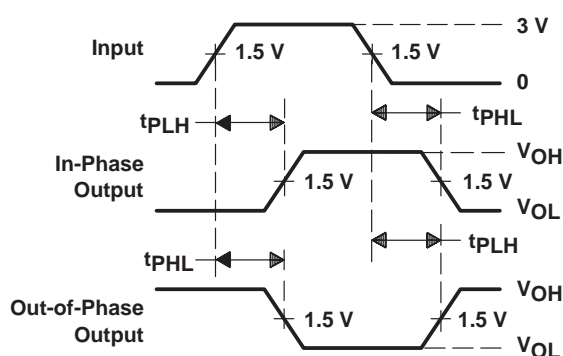 3 V
Input
1.5 V
1.5 V
0
tPLH
tPHL
In-Phase
Output
VOH
1.5 V
1.5 V
VOL
tPHL
tPLH
Out-of-Phase
Output
VOH
1.5 V
1.5 V
VOL